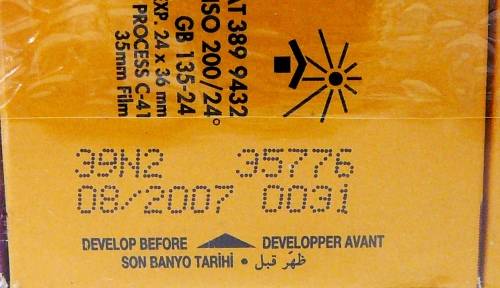 AT 389 9432
ISO 200/24°
GB 135-24
EXP. 24 x 36 mm
PROCESS C-41
35mm Film
39N2 35776
08/2007 0031
DEVELOP BEFORE DEVELOPPER AVANT
SON BANYO TARİHİ • ظهّر قبل